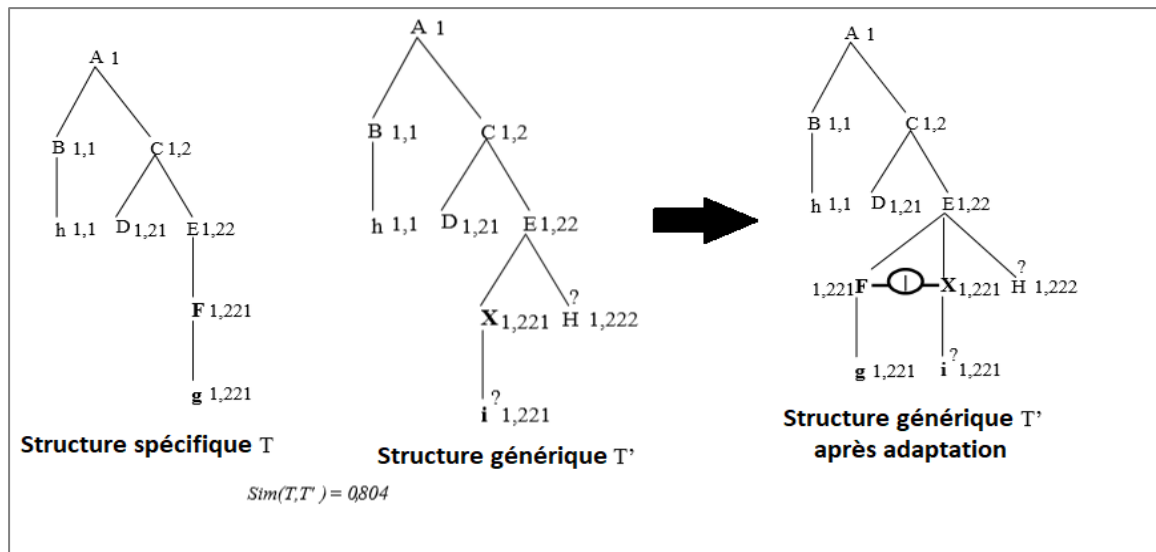 A 1
B 1,1
C 1,2
h 1,1
D 1,21
E 1,22
F 1,221
g 1,221
Structure spécifique T
A 1
B 1,1
C 1,2
h 1,1
D 1,21
E 1,22
?
X 1,221
H 1,222
?
i 1,221
Structure générique T’
Sim(T,T' ) = 0,804
A 1
B 1,1
C 1,2
h 1,1
D 1,21
E 1,22
?
1,221 F
X 1,221
H 1,222
?
g 1,221
i 1,221
Structure générique T’
après adaptation